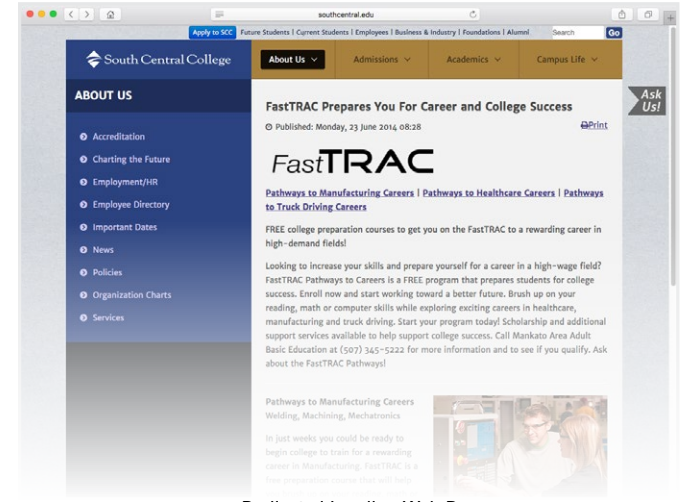 southcentral.edu
Apply to SCC Future Students | Current Students | Employees | Business & Industry | Foundations | Alumni Search Go
South Central College
About Us Admissions Academics Campus Life
ABOUT US
Accreditation
Charting the Future
Employment/HR
Employee Directory
Important Dates
News
Policies
Organization Charts
Services
Ask
Us!
FastTRAC Prepares You For Career and College Success
Published: Monday, 23 June 2014 08:28 Print
FastTRAC
Pathways to Manufacturing Careers | Pathways to Healthcare Careers | Pathways
to Truck Driving Careers
FREE college preparation courses to get you on the FastTRAC to a rewarding career in
high-demand fields!
Looking to increase your skills and prepare yourself for a career in a high-wage field?
FastTRAC Pathways to Careers is a FREE program that prepares students for college
success. Enroll now and start working toward a better future. Brush up on your
reading, math or computer skills while exploring exciting careers in healthcare,
manufacturing and truck driving. Start your program today! Scholarship and additional
support services available to help support college success. Call Mankato Area Adult
Basic Education at (507) 345-5222 for more information and to see if you qualify. Ask
about the FastTRAC Pathways!
Pathways to Manufacturing Careers
Welding, Machining, Mechatronics
In just weeks you could be ready to
begin college to train for a rewarding
career in Manufacturing. FastTRAC is a
free preparation course that will help